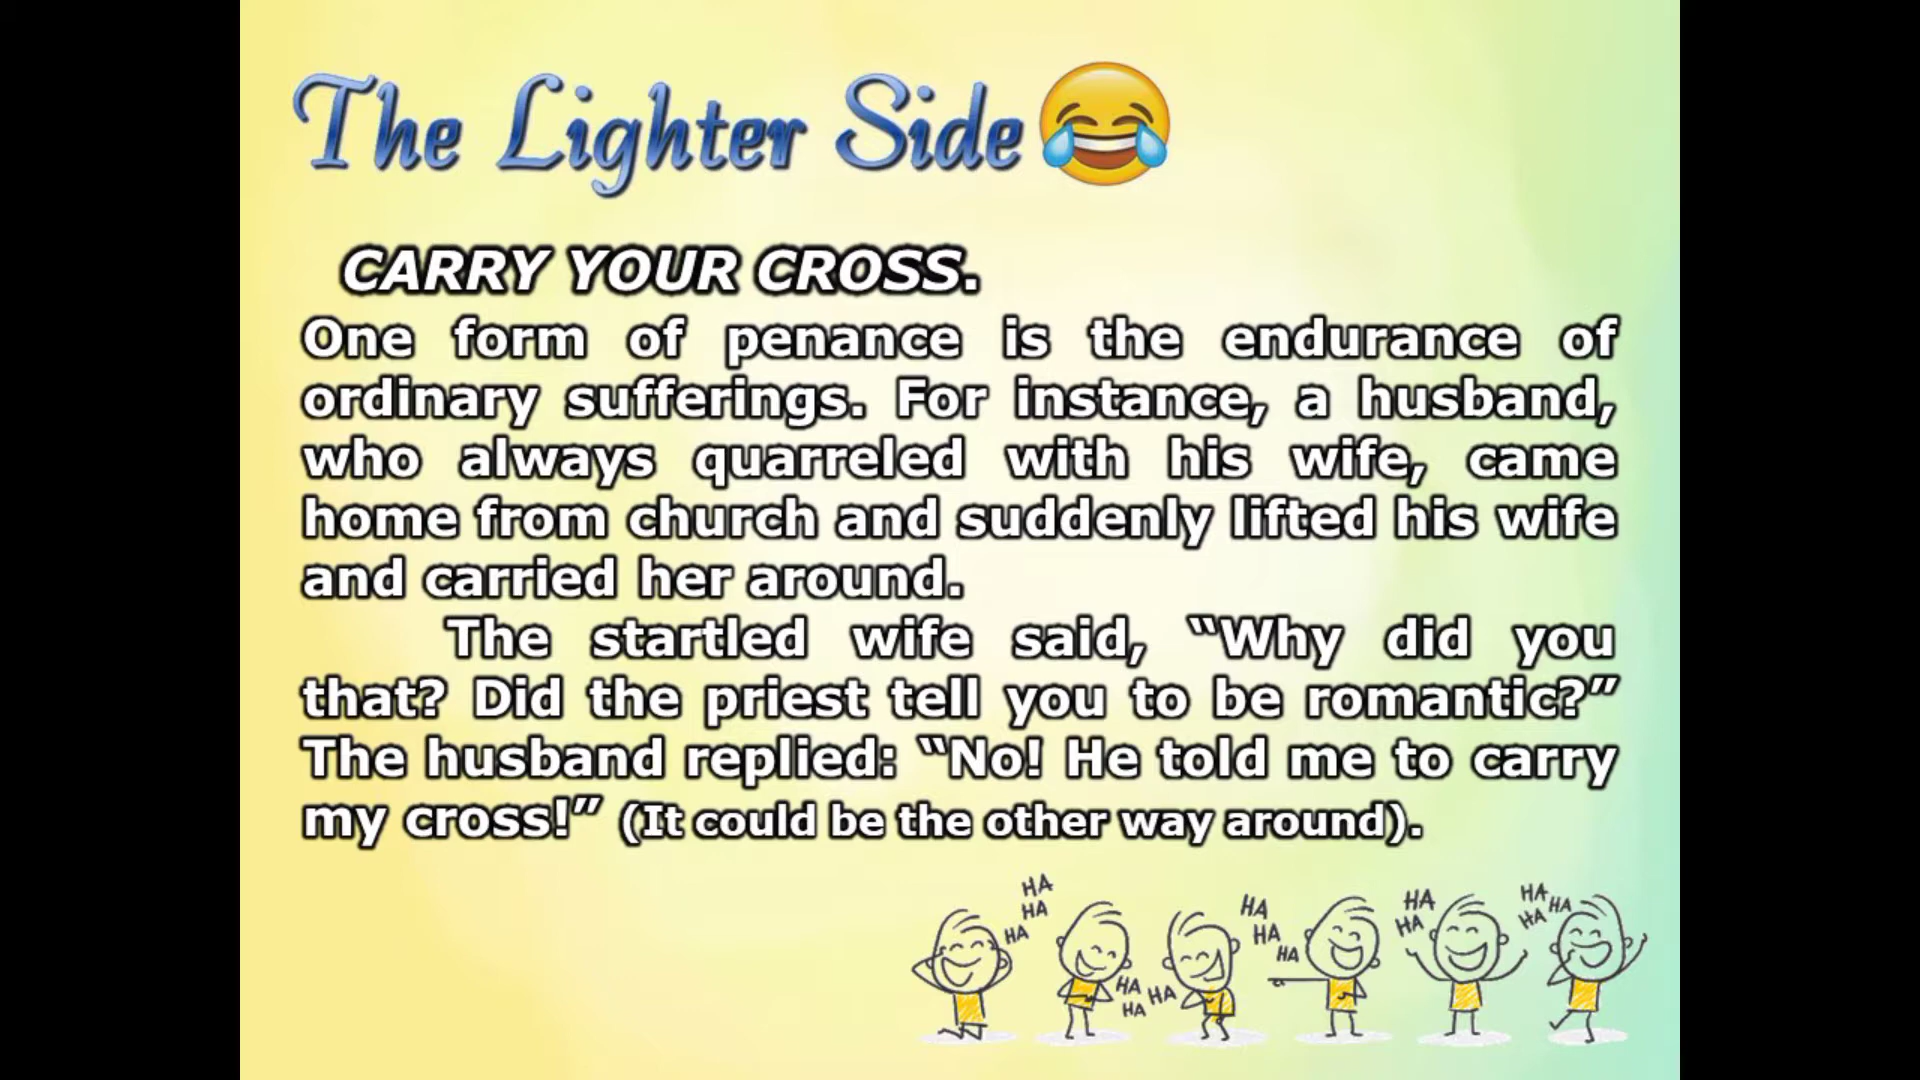 The Lighter Side
CARRY YOUR CROSS.
One form of penance is the endurance of
ordinary sufferings. For instance, a husband,
who always quarreled with his wife, came
home from church and suddenly lifted his wife
and carried her around.
The startled wife said, “Why did you
that? Did the priest tell you to be romantic?”
The husband replied: “No! He told me to carry
my cross!” (It could be the other way around).
HA
HA
HA
HA
HA
HA
HA
HA
HA
HA
HA
HA
HA
HA